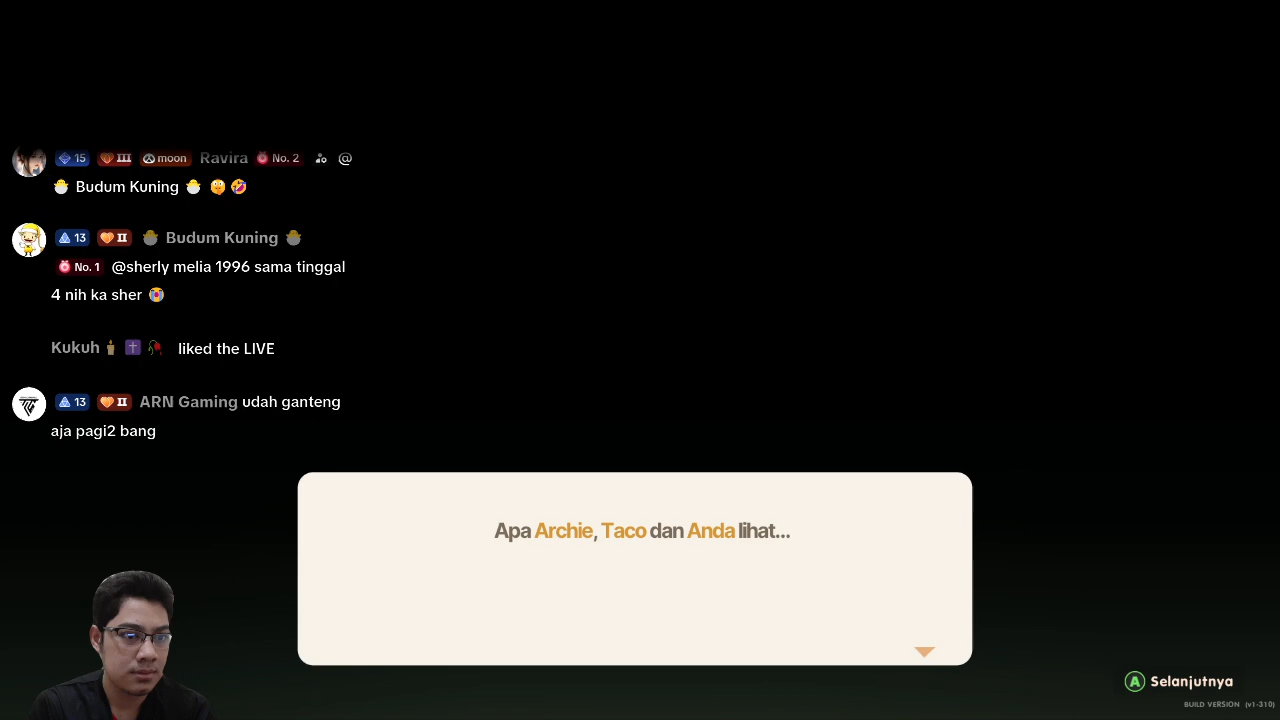 15 III moon Ravira No. 2 @
Budum Kuning
13 II Budum Kuning
No. 1 @sherly melia 1996 sama tinggal
4 nih ka sher
Kukuh liked the LIVE
13 II ARN Gaming udah ganteng
aja pagi2 bang
Apa Archie, Taco dan Anda lihat...
A Selanjutnya
BUILD VERSION (v1-310)